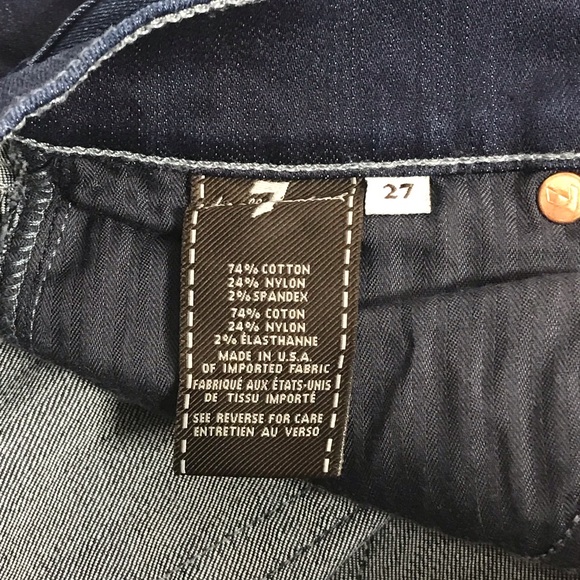 7
27
74% COTTON
24% NYLON
2% SPANDEX
74% COTON
24% NYLON
2% ÉLASTHANNE
MADE IN U.S.A.
OF IMPORTED FABRIC
FABRIQUÉ AUX ÉTATS-UNIS
DE TISSU IMPORTÉ
SEE REVERSE FOR CARE
ENTRETIEN AU VERSO